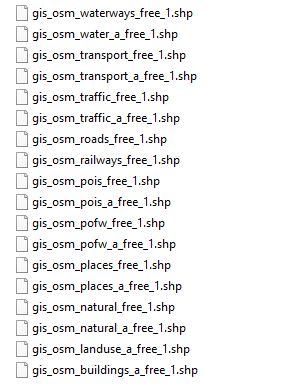 gis_osm_waterways_free_1.shp
gis_osm_water_a_free_1.shp
gis_osm_transport_free_1.shp
gis_osm_transport_a_free_1.shp
gis_osm_traffic_free_1.shp
gis_osm_traffic_a_free_1.shp
gis_osm_roads_free_1.shp
gis_osm_railways_free_1.shp
gis_osm_pois_free_1.shp
gis_osm_pois_a_free_1.shp
gis_osm_pofw_free_1.shp
gis_osm_pofw_a_free_1.shp
gis_osm_places_free_1.shp
gis_osm_places_a_free_1.shp
gis_osm_natural_free_1.shp
gis_osm_natural_a_free_1.shp
gis_osm_landuse_a_free_1.shp
gis_osm_buildings_a_free_1.shp